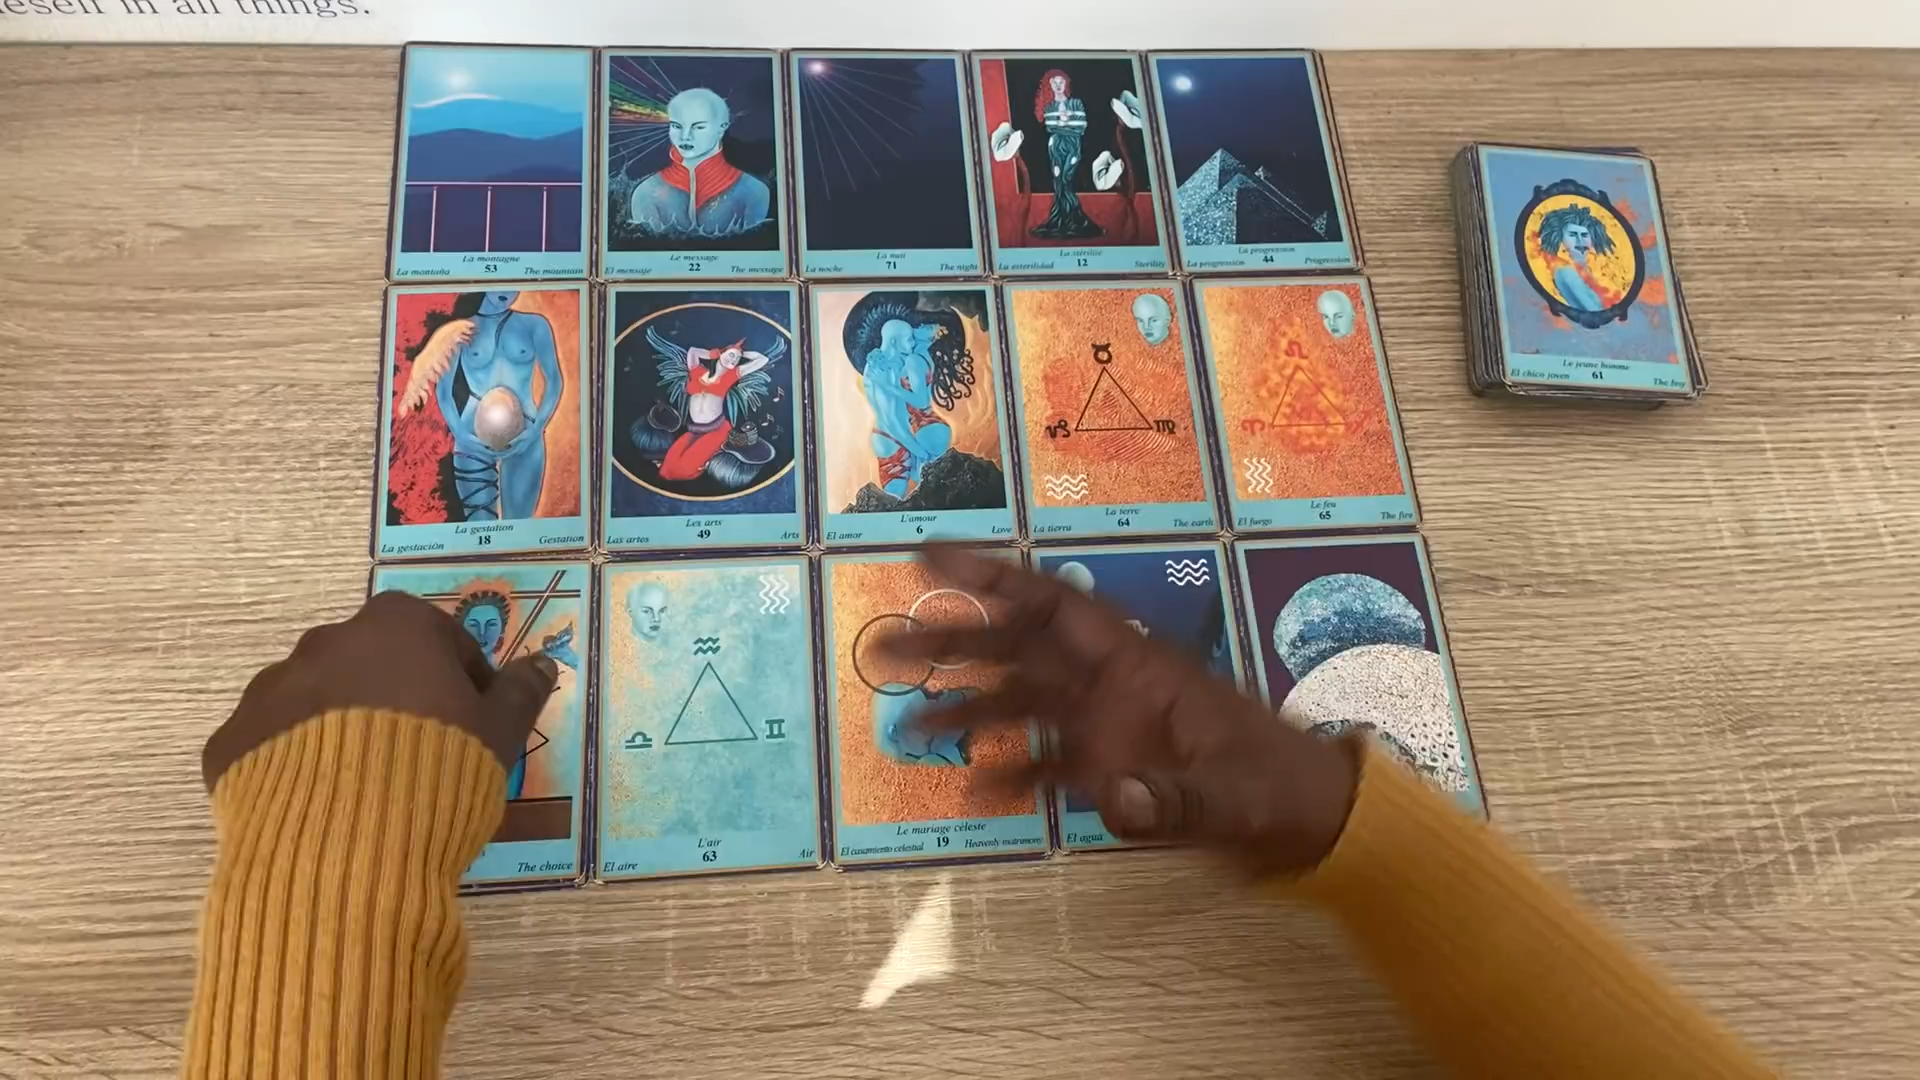 in all things.
La montagne
La montaña 53 The mountain
Le message
El mensaje 22 The message
La nuit
La noche 71 The night
La stérilité
La esterilidad 12 Sterility
La progression
La progresión 44 Progression
Le jeune homme
El chico joven 61 The boy
La gestation
La gestación 18 Gestation
Les arts
Las artes 49 Arts
L'amour
El amor 6 Love
La terre
La tierra 64 The earth
Le feu
El fuego 65 The fire
The choice
L'air
El aire 63 Air
Le mariage céleste
El casamiento celestial 19 Heavenly matrimony
El agua